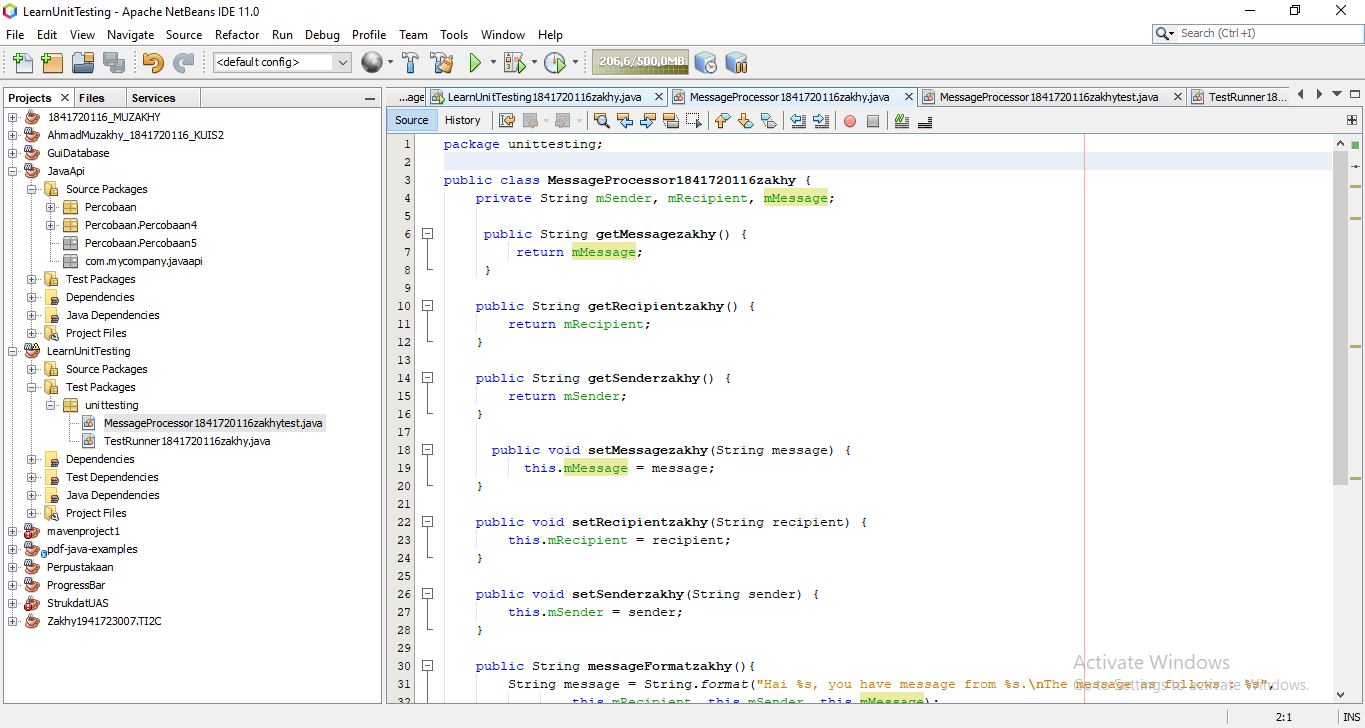 LearnUnitTesting - Apache NetBeans IDE 11.0
File Edit View Navigate Source Refactor Run Debug Profile Team Tools Window Help
Search (Ctrl+I)
<default config>
206,6/500,0MB
Projects Files Services
...age LearnUnitTesting1841720116zakhy.java MessageProcessor1841720116zakhy.java MessageProcessor1841720116zakhytest.java TestRunner18...
Source History
1841720116_MUZAKHY
AhmadMuzakhy_1841720116_KUIS2
GuiDatabase
JavaApi
Source Packages
Percobaan
Percobaan.Percobaan4
Percobaan.Percobaan5
com.mycompany.javaapi
Test Packages
Dependencies
Java Dependencies
Project Files
LearnUnitTesting
Source Packages
Test Packages
unittesting
MessageProcessor1841720116zakhytest.java
TestRunner1841720116zakhy.java
Dependencies
Test Dependencies
Java Dependencies
Project Files
mavenproject1
pdf-java-examples
Perpustakaan
ProgressBar
StrukdatUAS
Zakhy1941723007.TI2C
1 package unittesting;
2
3 public class MessageProcessor1841720116zakhy {
4 private String mSender, mRecipient, mMessage;
5
6 public String getMessagezakhy() {
7 return mMessage;
8 }
9
10 public String getRecipientzakhy() {
11 return mRecipient;
12 }
13
14 public String getSenderzakhy() {
15 return mSender;
16 }
17
18 public void setMessagezakhy(String message) {
19 this.mMessage = message;
20 }
21
22 public void setRecipientzakhy(String recipient) {
23 this.mRecipient = recipient;
24 }
25
26 public void setSenderzakhy(String sender) {
27 this.mSender = sender;
28 }
29
30 public String messageFormatzakhy(){
31 String message = String.format("Hai %s, you have message from %s.\nThe message as follows : %s",
32 this.mRecipient, this.mSender, this.mMessage);
Activate Windows
Go to Settings to activate Windows.
2:1 INS